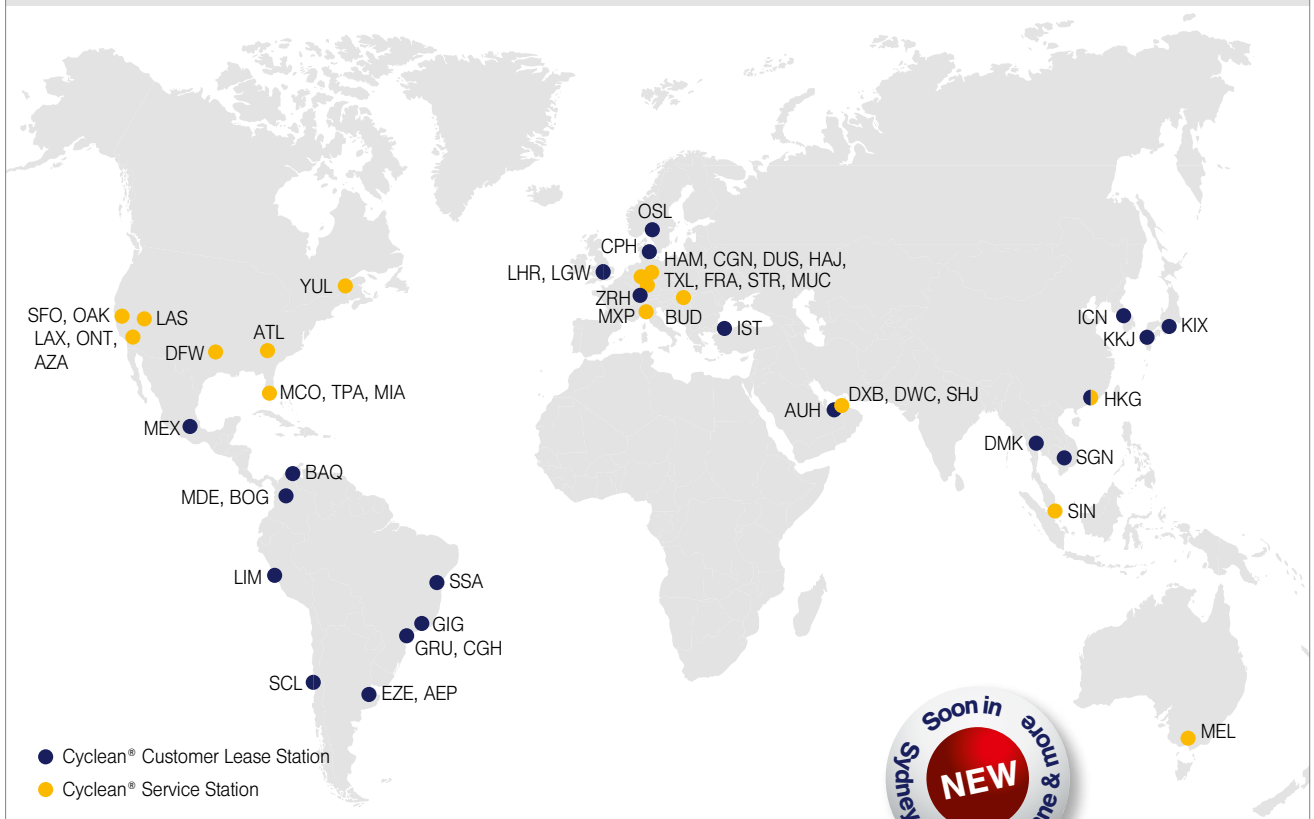 OSL
CPH
HAM, CGN, DUS, HAJ,
TXL, FRA, STR, MUC
LHR, LGW
ZRH
MXP
BUD
IST
YUL
SFO, OAK
LAS
LAX, ONT,
AZA
DFW
ATL
MCO, TPA, MIA
MEX
BAQ
MDE, BOG
LIM
SSA
GIG
GRU, CGH
SCL
EZE, AEP
AUH
DXB, DWC, SHJ
ICN
KKJ
KIX
HKG
DMK
SGN
SIN
MEL
Cyclean® Customer Lease Station
Cyclean® Service Station
Soon in
Sydney
& more
NEW